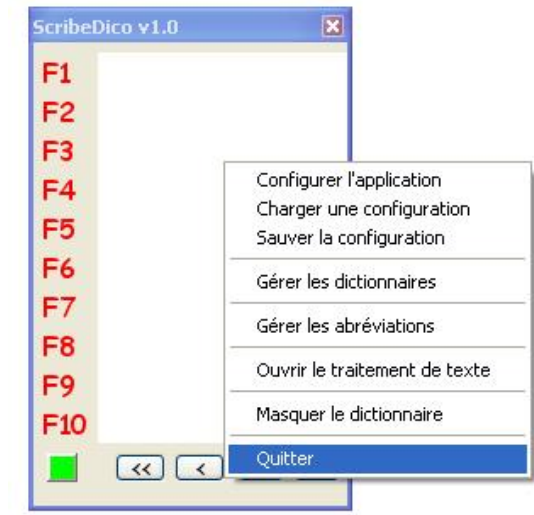 ScribeDico v1.0
F1
F2
F3
F4
F5
F6
F7
F8
F9
F10
<< <
Configurer l'application
Charger une configuration
Sauver la configuration
Gérer les dictionnaires
Gérer les abréviations
Ouvrir le traitement de texte
Masquer le dictionnaire
Quitter